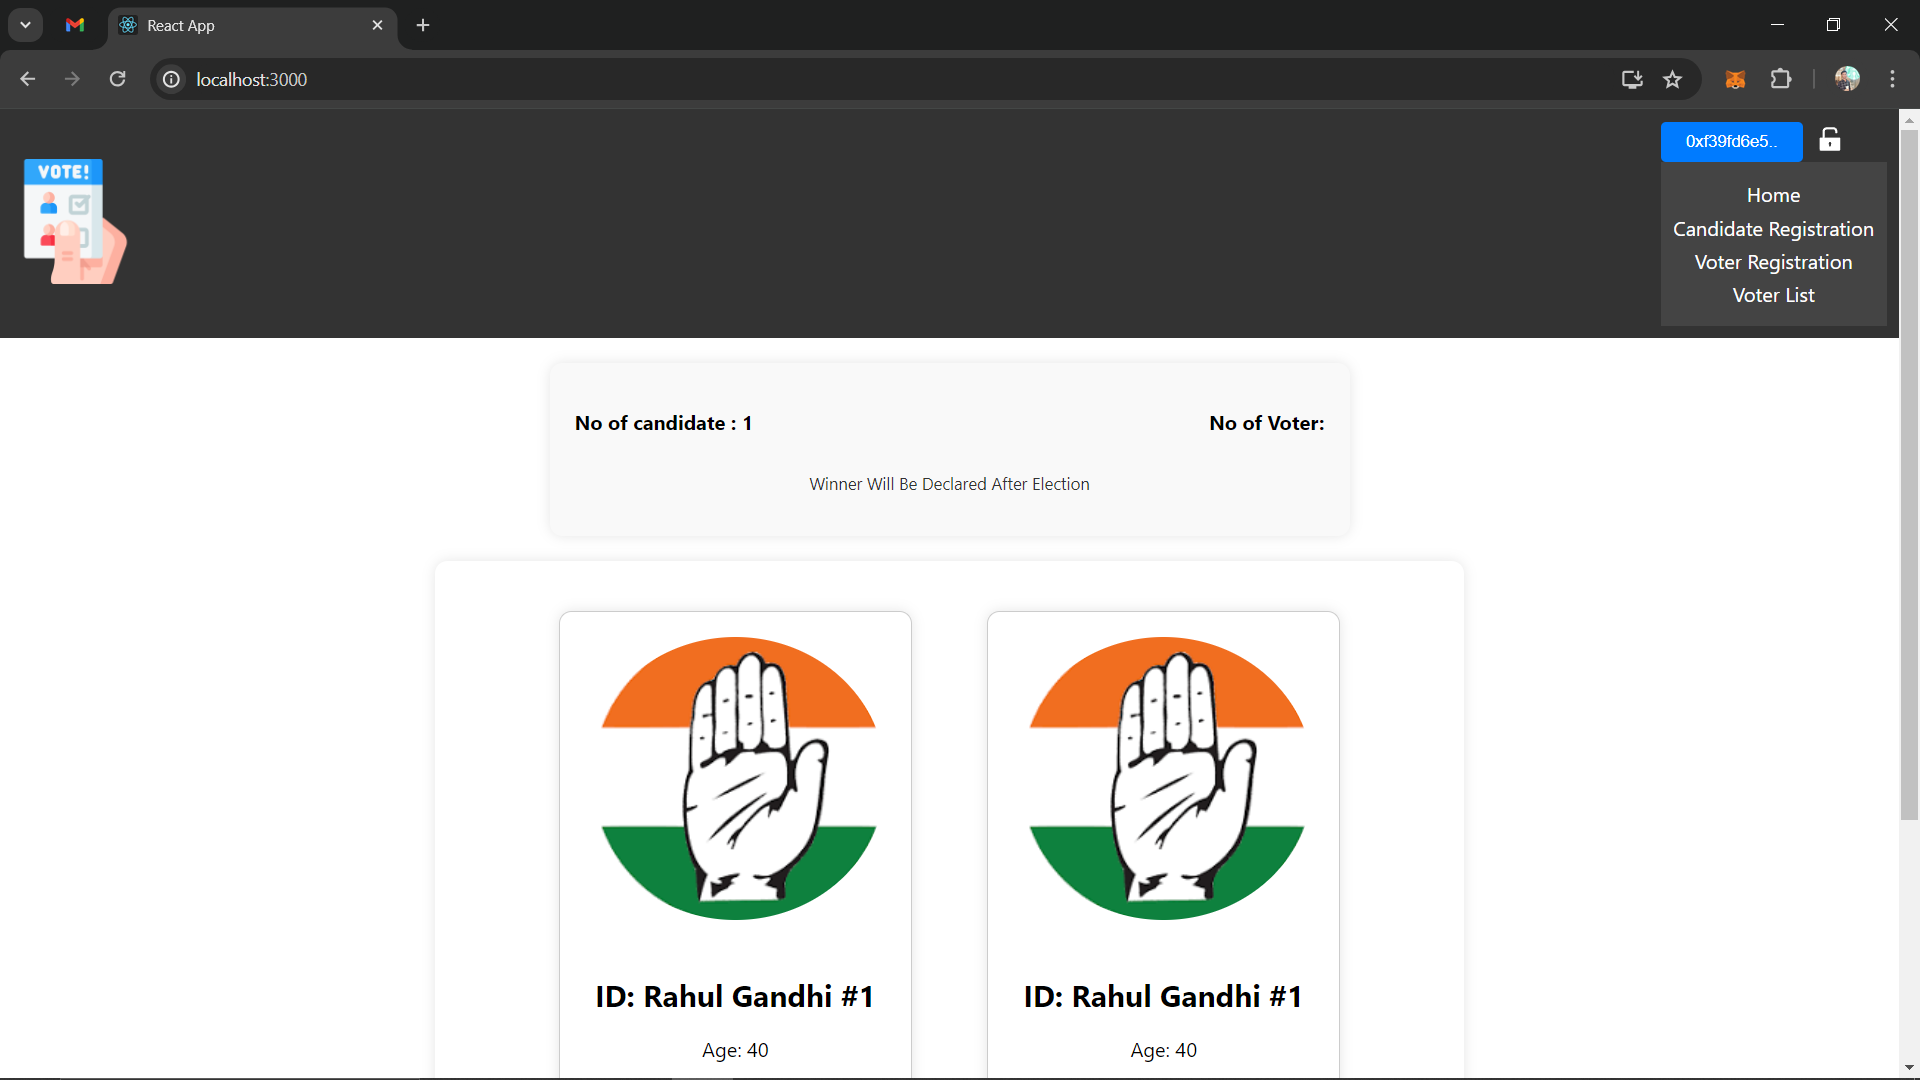 React App
localhost:3000
VOTE!
0xf39fd6e5..
Home
Candidate Registration
Voter Registration
Voter List
No of candidate : 1
No of Voter:
Winner Will Be Declared After Election
ID: Rahul Gandhi #1
ID: Rahul Gandhi #1
Age: 40
Age: 40